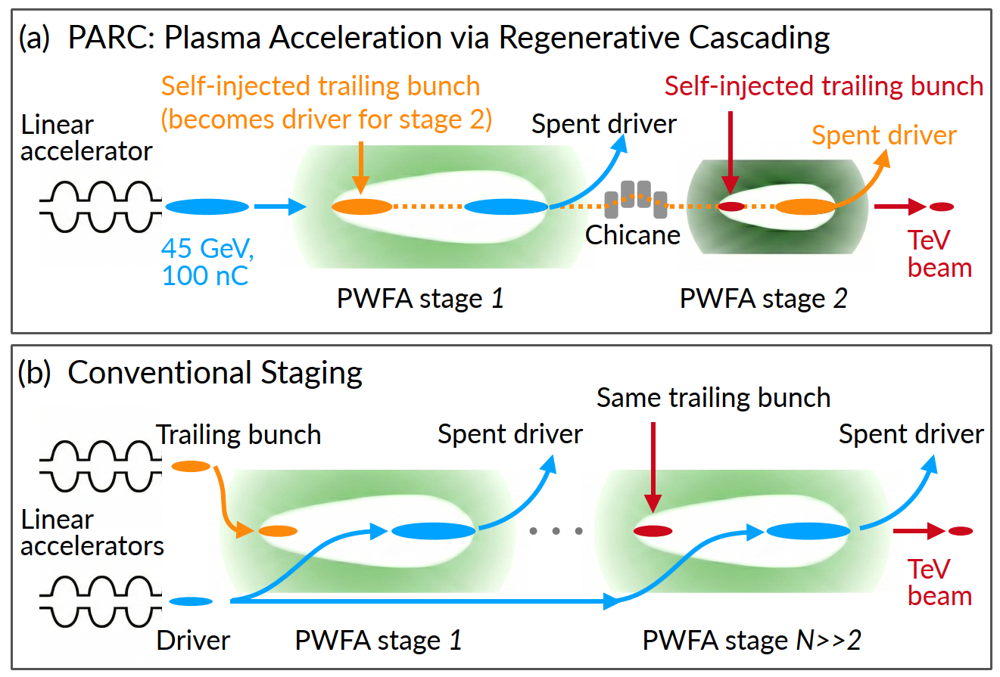 (a) PARC: Plasma Acceleration via Regenerative Cascading
Self-injected trailing bunch
(becomes driver for stage 2)
Self-injected trailing bunch
Linear
accelerator
Spent driver
Spent driver
45 GeV,
100 nC
Chicane
TeV
beam
PWFA stage 1
PWFA stage 2
(b) Conventional Staging
Same trailing bunch
Trailing bunch
Spent driver
Spent driver
Linear
accelerators
TeV
beam
Driver
PWFA stage 1
PWFA stage N>>2